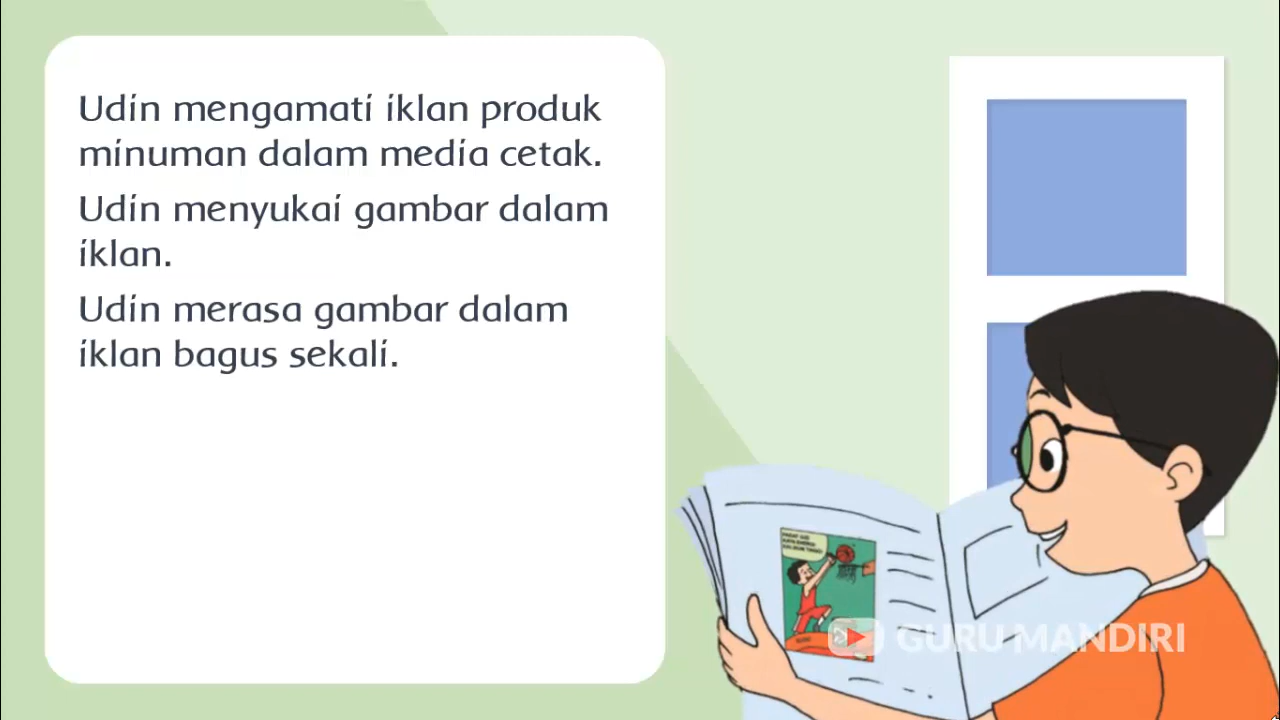 Udin mengamati iklan produk
minuman dalam media cetak.
Udin menyukai gambar dalam
iklan.
Udin merasa gambar dalam
iklan bagus sekali.
GURU MANDIRI